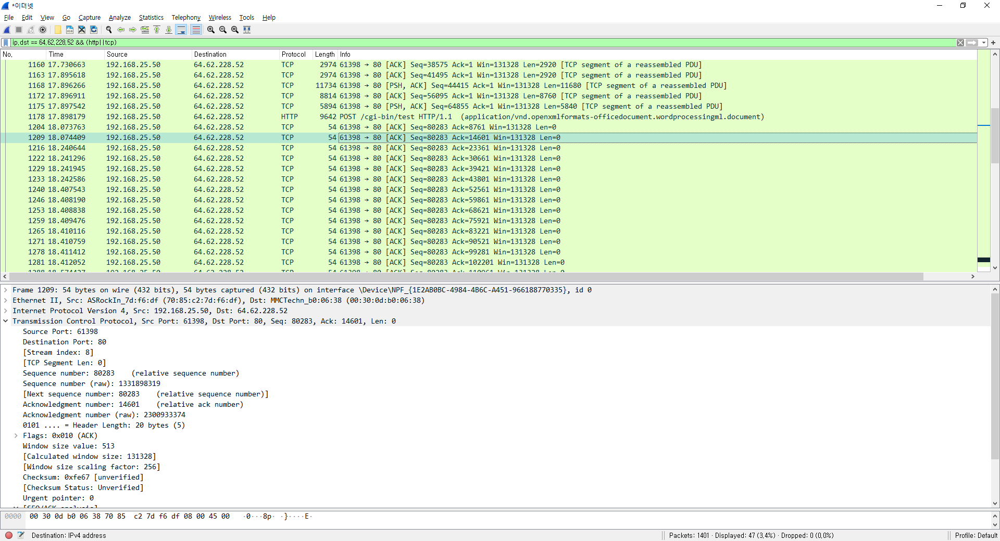 *이더넷
File Edit View Go Capture Analyze Statistics Telephony Wireless Tools Help
ip.dst == 64.62.228.52 && (http||tcp)
No. Time Source Destination Protocol Length Info
1160 17.730663 192.168.25.50 64.62.228.52 TCP 2974 61398 → 80 [ACK] Seq=38575 Ack=1 Win=131328 Len=2920 [TCP segment of a reassembled PDU]
1163 17.895618 192.168.25.50 64.62.228.52 TCP 2974 61398 → 80 [ACK] Seq=41495 Ack=1 Win=131328 Len=2920 [TCP segment of a reassembled PDU]
1168 17.896266 192.168.25.50 64.62.228.52 TCP 11734 61398 → 80 [PSH, ACK] Seq=44415 Ack=1 Win=131328 Len=11680 [TCP segment of a reassembled PDU]
1172 17.896911 192.168.25.50 64.62.228.52 TCP 8814 61398 → 80 [ACK] Seq=56095 Ack=1 Win=131328 Len=8760 [TCP segment of a reassembled PDU]
1175 17.897542 192.168.25.50 64.62.228.52 TCP 5894 61398 → 80 [PSH, ACK] Seq=64855 Ack=1 Win=131328 Len=5840 [TCP segment of a reassembled PDU]
1178 17.898179 192.168.25.50 64.62.228.52 HTTP 9642 POST /cgi-bin/test HTTP/1.1 (application/vnd.openxmlformats-officedocument.wordprocessingml.document)
1204 18.073763 192.168.25.50 64.62.228.52 TCP 54 61398 → 80 [ACK] Seq=80283 Ack=8761 Win=131328 Len=0
1209 18.074409 192.168.25.50 64.62.228.52 TCP 54 61398 → 80 [ACK] Seq=80283 Ack=14601 Win=131328 Len=0
1216 18.240644 192.168.25.50 64.62.228.52 TCP 54 61398 → 80 [ACK] Seq=80283 Ack=23361 Win=131328 Len=0
1222 18.241296 192.168.25.50 64.62.228.52 TCP 54 61398 → 80 [ACK] Seq=80283 Ack=30661 Win=131328 Len=0
1229 18.241945 192.168.25.50 64.62.228.52 TCP 54 61398 → 80 [ACK] Seq=80283 Ack=39421 Win=131328 Len=0
1233 18.242586 192.168.25.50 64.62.228.52 TCP 54 61398 → 80 [ACK] Seq=80283 Ack=43801 Win=131328 Len=0
1240 18.407543 192.168.25.50 64.62.228.52 TCP 54 61398 → 80 [ACK] Seq=80283 Ack=52561 Win=131328 Len=0
1246 18.408190 192.168.25.50 64.62.228.52 TCP 54 61398 → 80 [ACK] Seq=80283 Ack=59861 Win=131328 Len=0
1253 18.408838 192.168.25.50 64.62.228.52 TCP 54 61398 → 80 [ACK] Seq=80283 Ack=68621 Win=131328 Len=0
1259 18.409476 192.168.25.50 64.62.228.52 TCP 54 61398 → 80 [ACK] Seq=80283 Ack=75921 Win=131328 Len=0
1265 18.410116 192.168.25.50 64.62.228.52 TCP 54 61398 → 80 [ACK] Seq=80283 Ack=83221 Win=131328 Len=0
1271 18.410759 192.168.25.50 64.62.228.52 TCP 54 61398 → 80 [ACK] Seq=80283 Ack=90521 Win=131328 Len=0
1278 18.411412 192.168.25.50 64.62.228.52 TCP 54 61398 → 80 [ACK] Seq=80283 Ack=99281 Win=131328 Len=0
1281 18.412052 192.168.25.50 64.62.228.52 TCP 54 61398 → 80 [ACK] Seq=80283 Ack=102201 Win=131328 Len=0
Frame 1209: 54 bytes on wire (432 bits), 54 bytes captured (432 bits) on interface \Device\NPF_{1E2AB0BC-4984-4B6C-A451-966188770335}, id 0
Ethernet II, Src: ASRockIn_7d:f6:df (70:85:c2:7d:f6:df), Dst: MMCTechn_b0:06:38 (00:30:0d:b0:06:38)
Internet Protocol Version 4, Src: 192.168.25.50, Dst: 64.62.228.52
Transmission Control Protocol, Src Port: 61398, Dst Port: 80, Seq: 80283, Ack: 14601, Len: 0
Source Port: 61398
Destination Port: 80
[Stream index: 8]
[TCP Segment Len: 0]
Sequence number: 80283 (relative sequence number)
Sequence number (raw): 1331898319
[Next sequence number: 80283 (relative sequence number)]
Acknowledgment number: 14601 (relative ack number)
Acknowledgment number (raw): 2300933374
0101 .... = Header Length: 20 bytes (5)
Flags: 0x010 (ACK)
Window size value: 513
[Calculated window size: 131328]
[Window size scaling factor: 256]
Checksum: 0xfe67 [unverified]
[Checksum Status: Unverified]
Urgent pointer: 0
[SEQ/ACK analysis]
0000 00 30 0d b0 06 38 70 85 c2 7d f6 df 08 00 45 00 ·0···8p· ·}····E·
Destination: IPv4 address
Packets: 1401 · Displayed: 47 (3,4%) · Dropped: 0 (0,0%)
Profile: Default